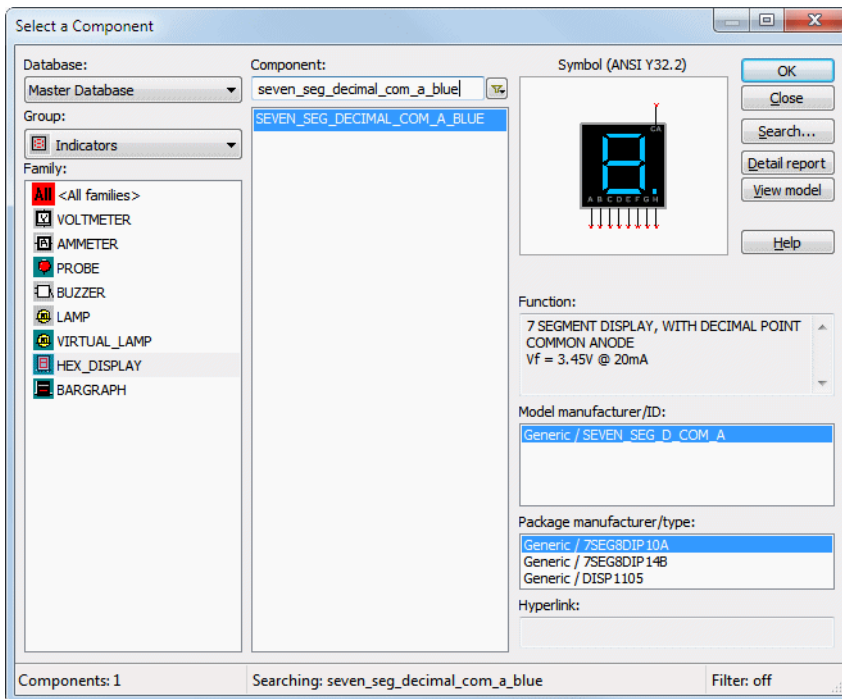 Select a Component
Database:
Master Database
Group:
Indicators
Family:
All <All families>
VOLTMETER
AMMETER
PROBE
BUZZER
LAMP
VIRTUAL_LAMP
HEX_DISPLAY
BARGRAPH
Component:
seven_seg_decimal_com_a_blue
SEVEN_SEG_DECIMAL_COM_A_BLUE
Symbol (ANSI Y32.2)
CA
A B C D E F G H
OK
Close
Search...
Detail report
View model
Help
Function:
7 SEGMENT DISPLAY, WITH DECIMAL POINT
COMMON ANODE
Vf = 3.45V @ 20mA
Model manufacturer/ID:
Generic / SEVEN_SEG_D_COM_A
Package manufacturer/type:
Generic / 7SEG8DIP10A
Generic / 7SEG8DIP14B
Generic / DISP1105
Hyperlink:
Components: 1
Searching: seven_seg_decimal_com_a_blue
Filter: off